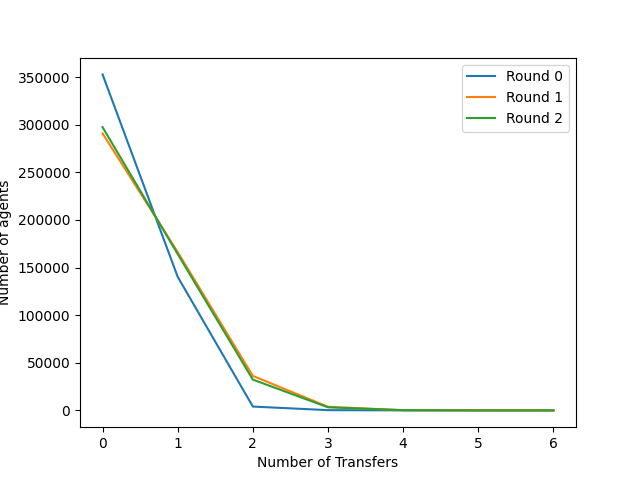 350000
300000
250000
200000
150000
100000
50000
0
0 1 2 3 4 5 6
Number of Transfers
Number of agents
Round 0
Round 1
Round 2